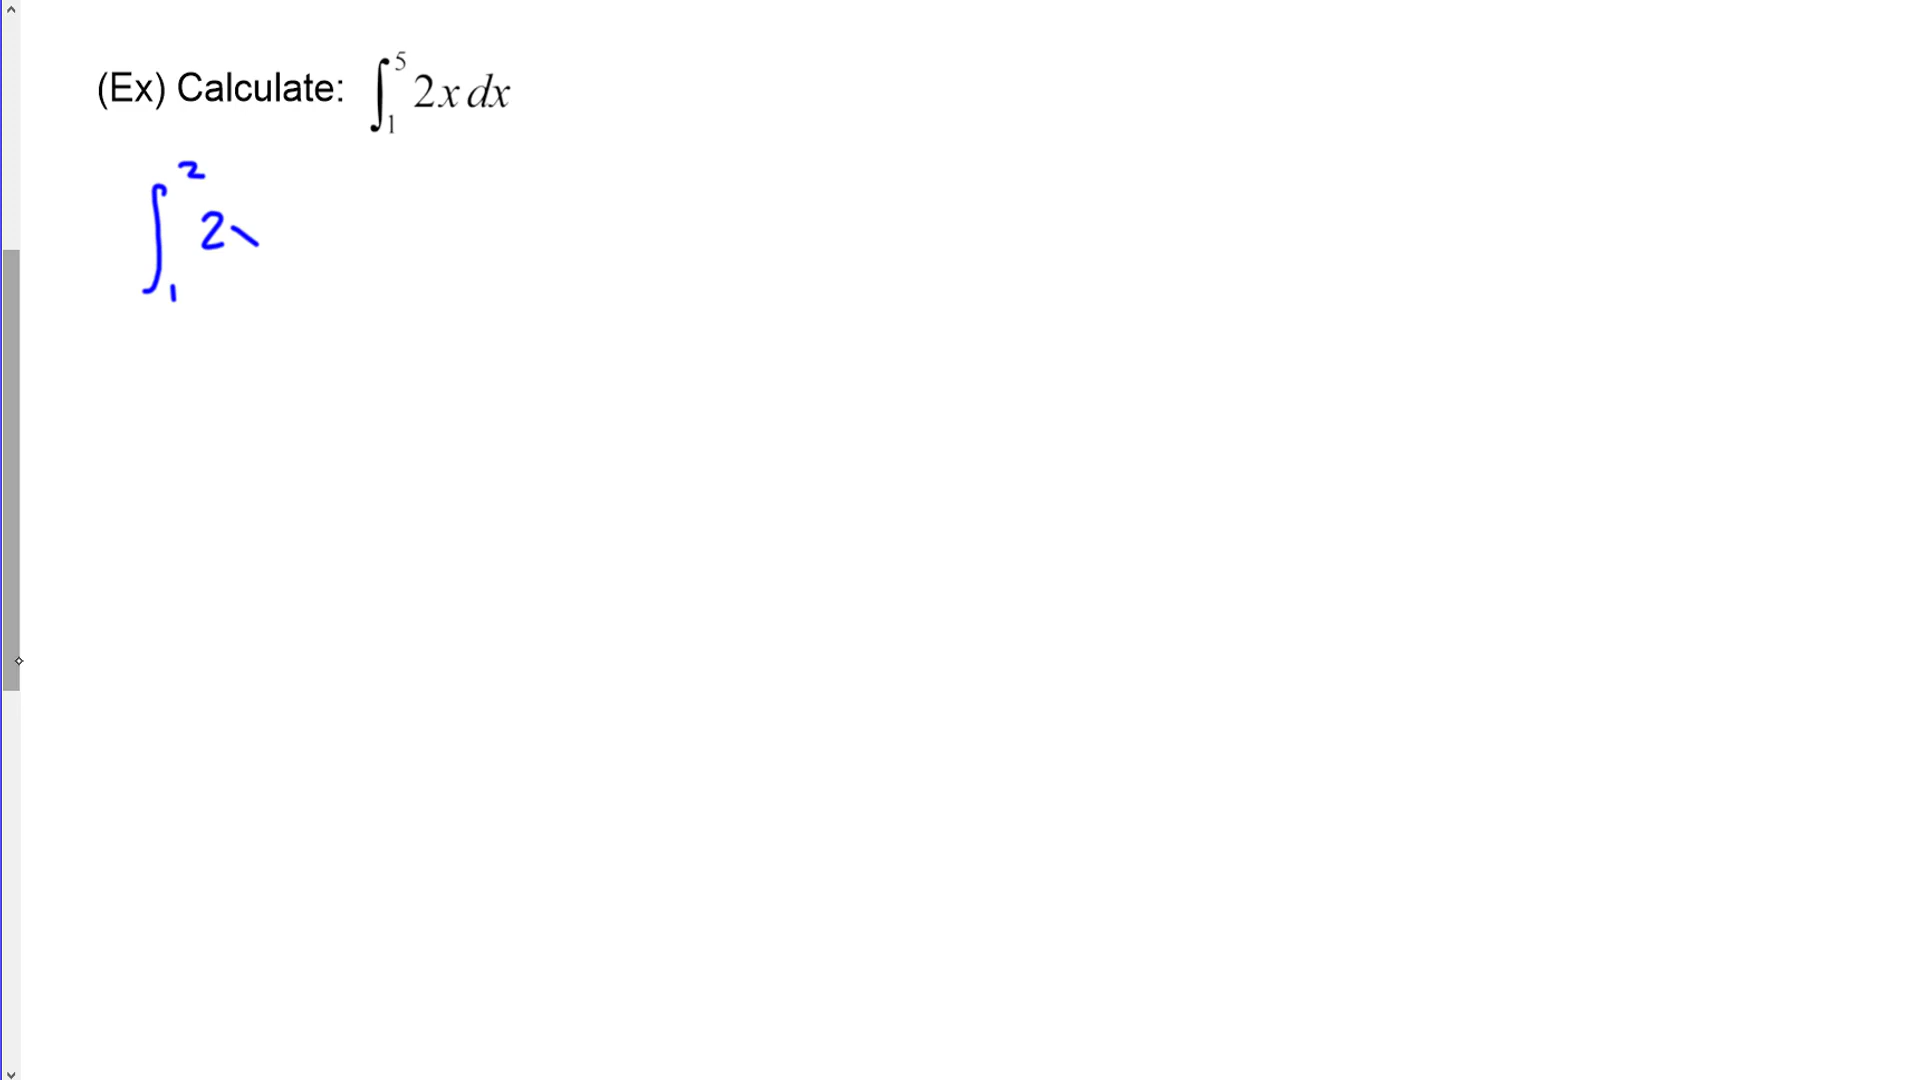 (Ex) Calculate: ∫₁⁵ 2x dx
∫₁² 2